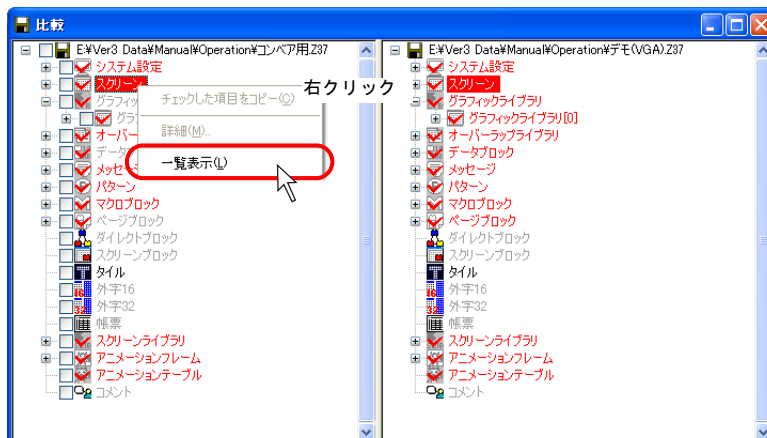 比較
E:¥Ver3 Data¥Manual¥Operation¥コンベア用.Z37
システム設定
スクリーン
グラフィッ
グラ
オーバー
データ
メッセージ
パターン
マクロブロック
ページブロック
ダイレクトブロック
スクリーンブロック
タイル
外字16
外字32
帳票
スクリーンライブラリ
アニメーションフレーム
アニメーションテーブル
コメント
右クリック
チェックした項目をコピー(C)
詳細(M)...
一覧表示(L)
E:¥Ver3 Data¥Manual¥Operation¥デモ(VGA).Z37
システム設定
スクリーン
グラフィックライブラリ
グラフィックライブラリ[0]
オーバーラップライブラリ
データブロック
メッセージ
パターン
マクロブロック
ページブロック
ダイレクトブロック
スクリーンブロック
タイル
外字16
外字32
帳票
スクリーンライブラリ
アニメーションフレーム
アニメーションテーブル
コメント